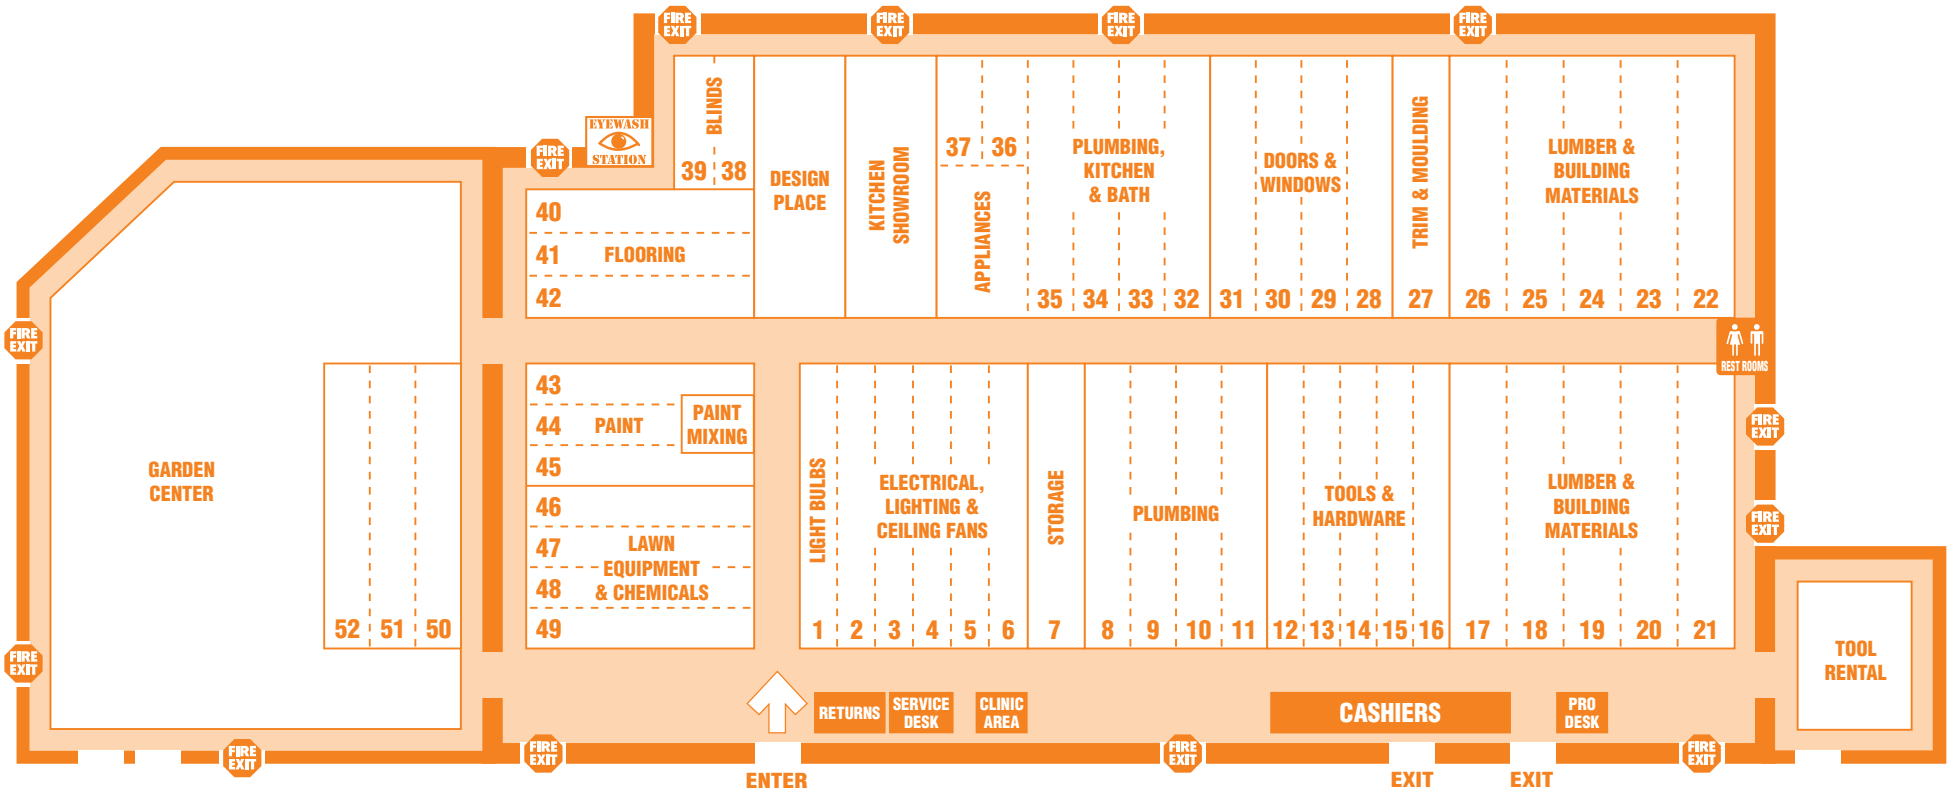 FIRE
EXIT
FIRE
EXIT
FIRE
EXIT
FIRE
EXIT
EYEWASH
STATION
FIRE
EXIT
BLINDS
39 38
DESIGN
PLACE
KITCHEN
SHOWROOM
37 36
APPLIANCES
PLUMBING,
KITCHEN
& BATH
35 34 33 32
DOORS &
WINDOWS
31 30 29 28
TRIM & MOULDING
27
LUMBER &
BUILDING
MATERIALS
26 25 24 23 22
40
41 FLOORING
42
FIRE
EXIT
REST ROOMS
43
44 PAINT
45
PAINT
MIXING
46
47
48
49
LAWN
EQUIPMENT
& CHEMICALS
GARDEN
CENTER
52 51 50
LIGHT BULBS
ELECTRICAL,
LIGHTING &
CEILING FANS
1 2 3 4 5 6
STORAGE
7
PLUMBING
8 9 10 11
TOOLS &
HARDWARE
12 13 14 15 16
LUMBER &
BUILDING
MATERIALS
17 18 19 20 21
FIRE
EXIT
FIRE
EXIT
TOOL
RENTAL
FIRE
EXIT
RETURNS
SERVICE
DESK
CLINIC
AREA
CASHIERS
PRO
DESK
FIRE
EXIT
FIRE
EXIT
ENTER
FIRE
EXIT
EXIT
EXIT
FIRE
EXIT